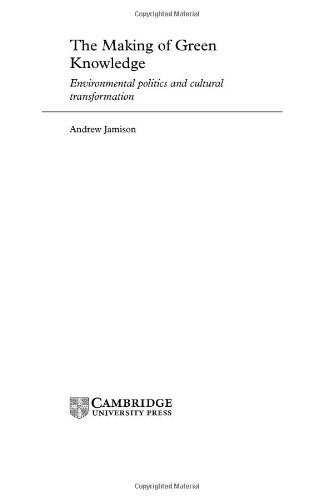 Copyrighted Material
The Making of Green
Knowledge
Environmental politics and cultural
transformation
Andrew Jamison
CAMBRIDGE
UNIVERSITY PRESS
Copyrighted Material